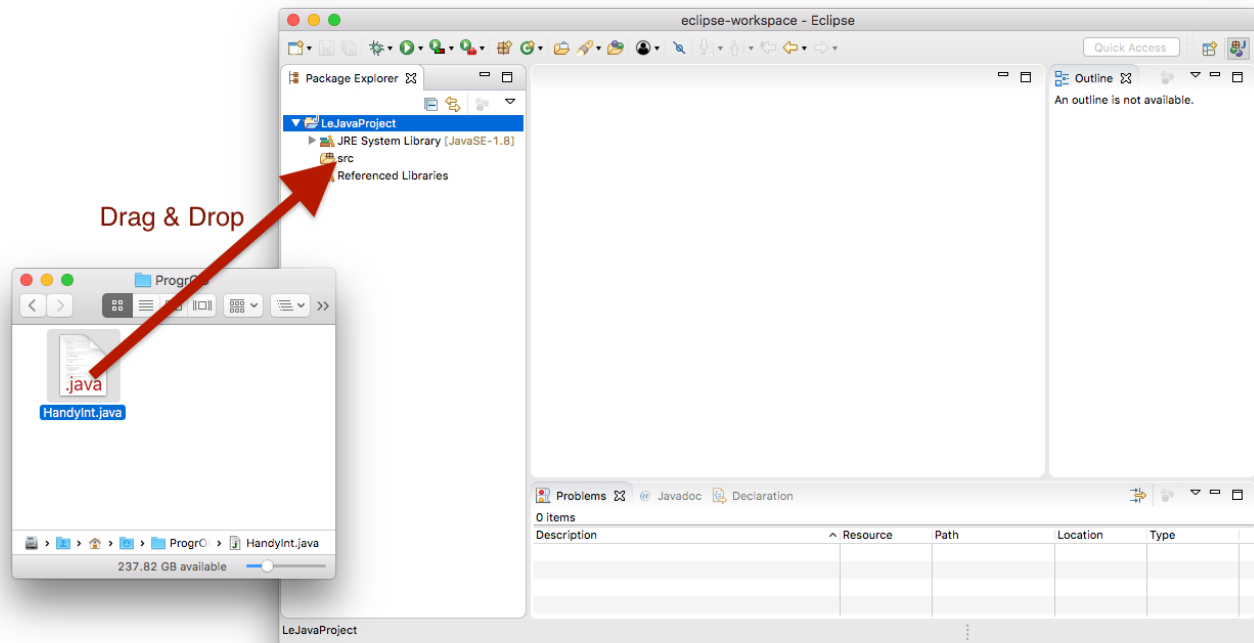 eclipse-workspace - Eclipse
Quick Access
Package Explorer
Outline
An outline is not available.
LeJavaProject
JRE System Library [JavaSE-1.8]
src
Referenced Libraries
Drag & Drop
.java
HandyInt.java
HandyInt.java
237.82 GB available
Problems
@ Javadoc
Declaration
0 items
Description Resource Path Location Type
LeJavaProject